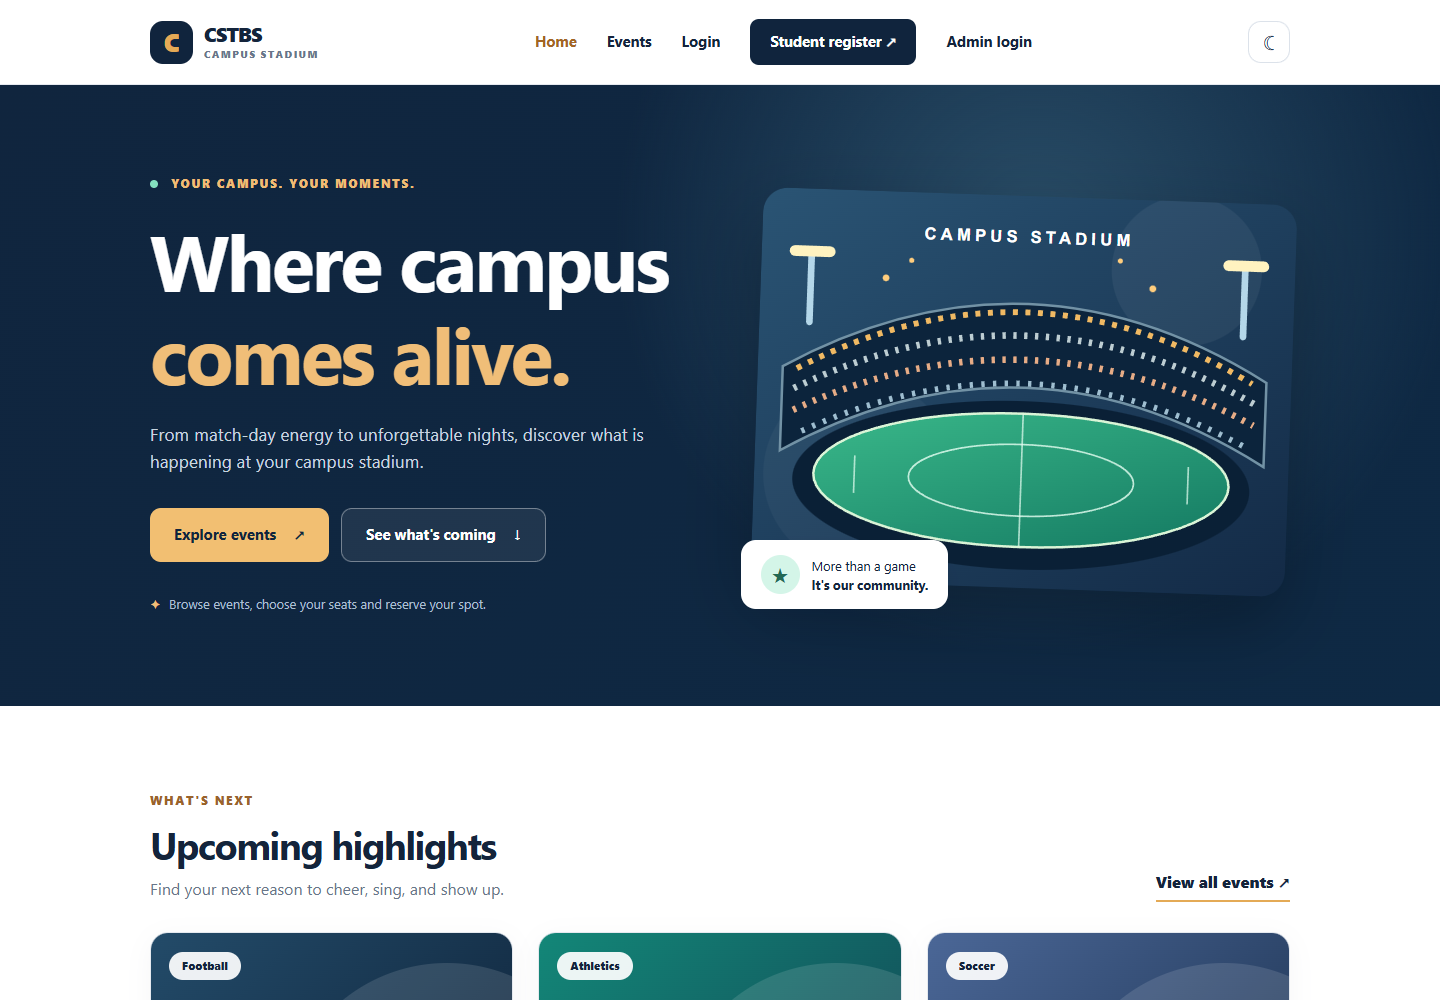 C
CSTBS
CAMPUS STADIUM
Home
Events
Login
Student register ↗
Admin login
YOUR CAMPUS. YOUR MOMENTS.
Where campus
comes alive.
From match-day energy to unforgettable nights, discover what is
happening at your campus stadium.
Explore events ↗
See what's coming ↓
✦ Browse events, choose your seats and reserve your spot.
CAMPUS STADIUM
More than a game
It's our community.
WHAT'S NEXT
Upcoming highlights
Find your next reason to cheer, sing, and show up.
View all events ↗
Football
Athletics
Soccer